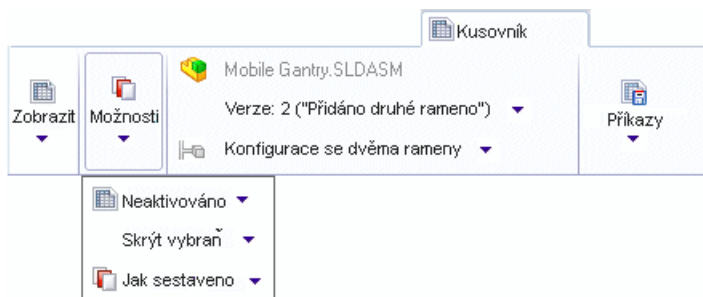 Kusovník
Mobile Gantry.SLDASM
Zobrazit
Možnosti
Verze: 2 ("Přidáno druhé rameno")
Příkazy
Konfigurace se dvěma rameny
Neaktivováno
Skrýt vybraň
Jak sestaveno